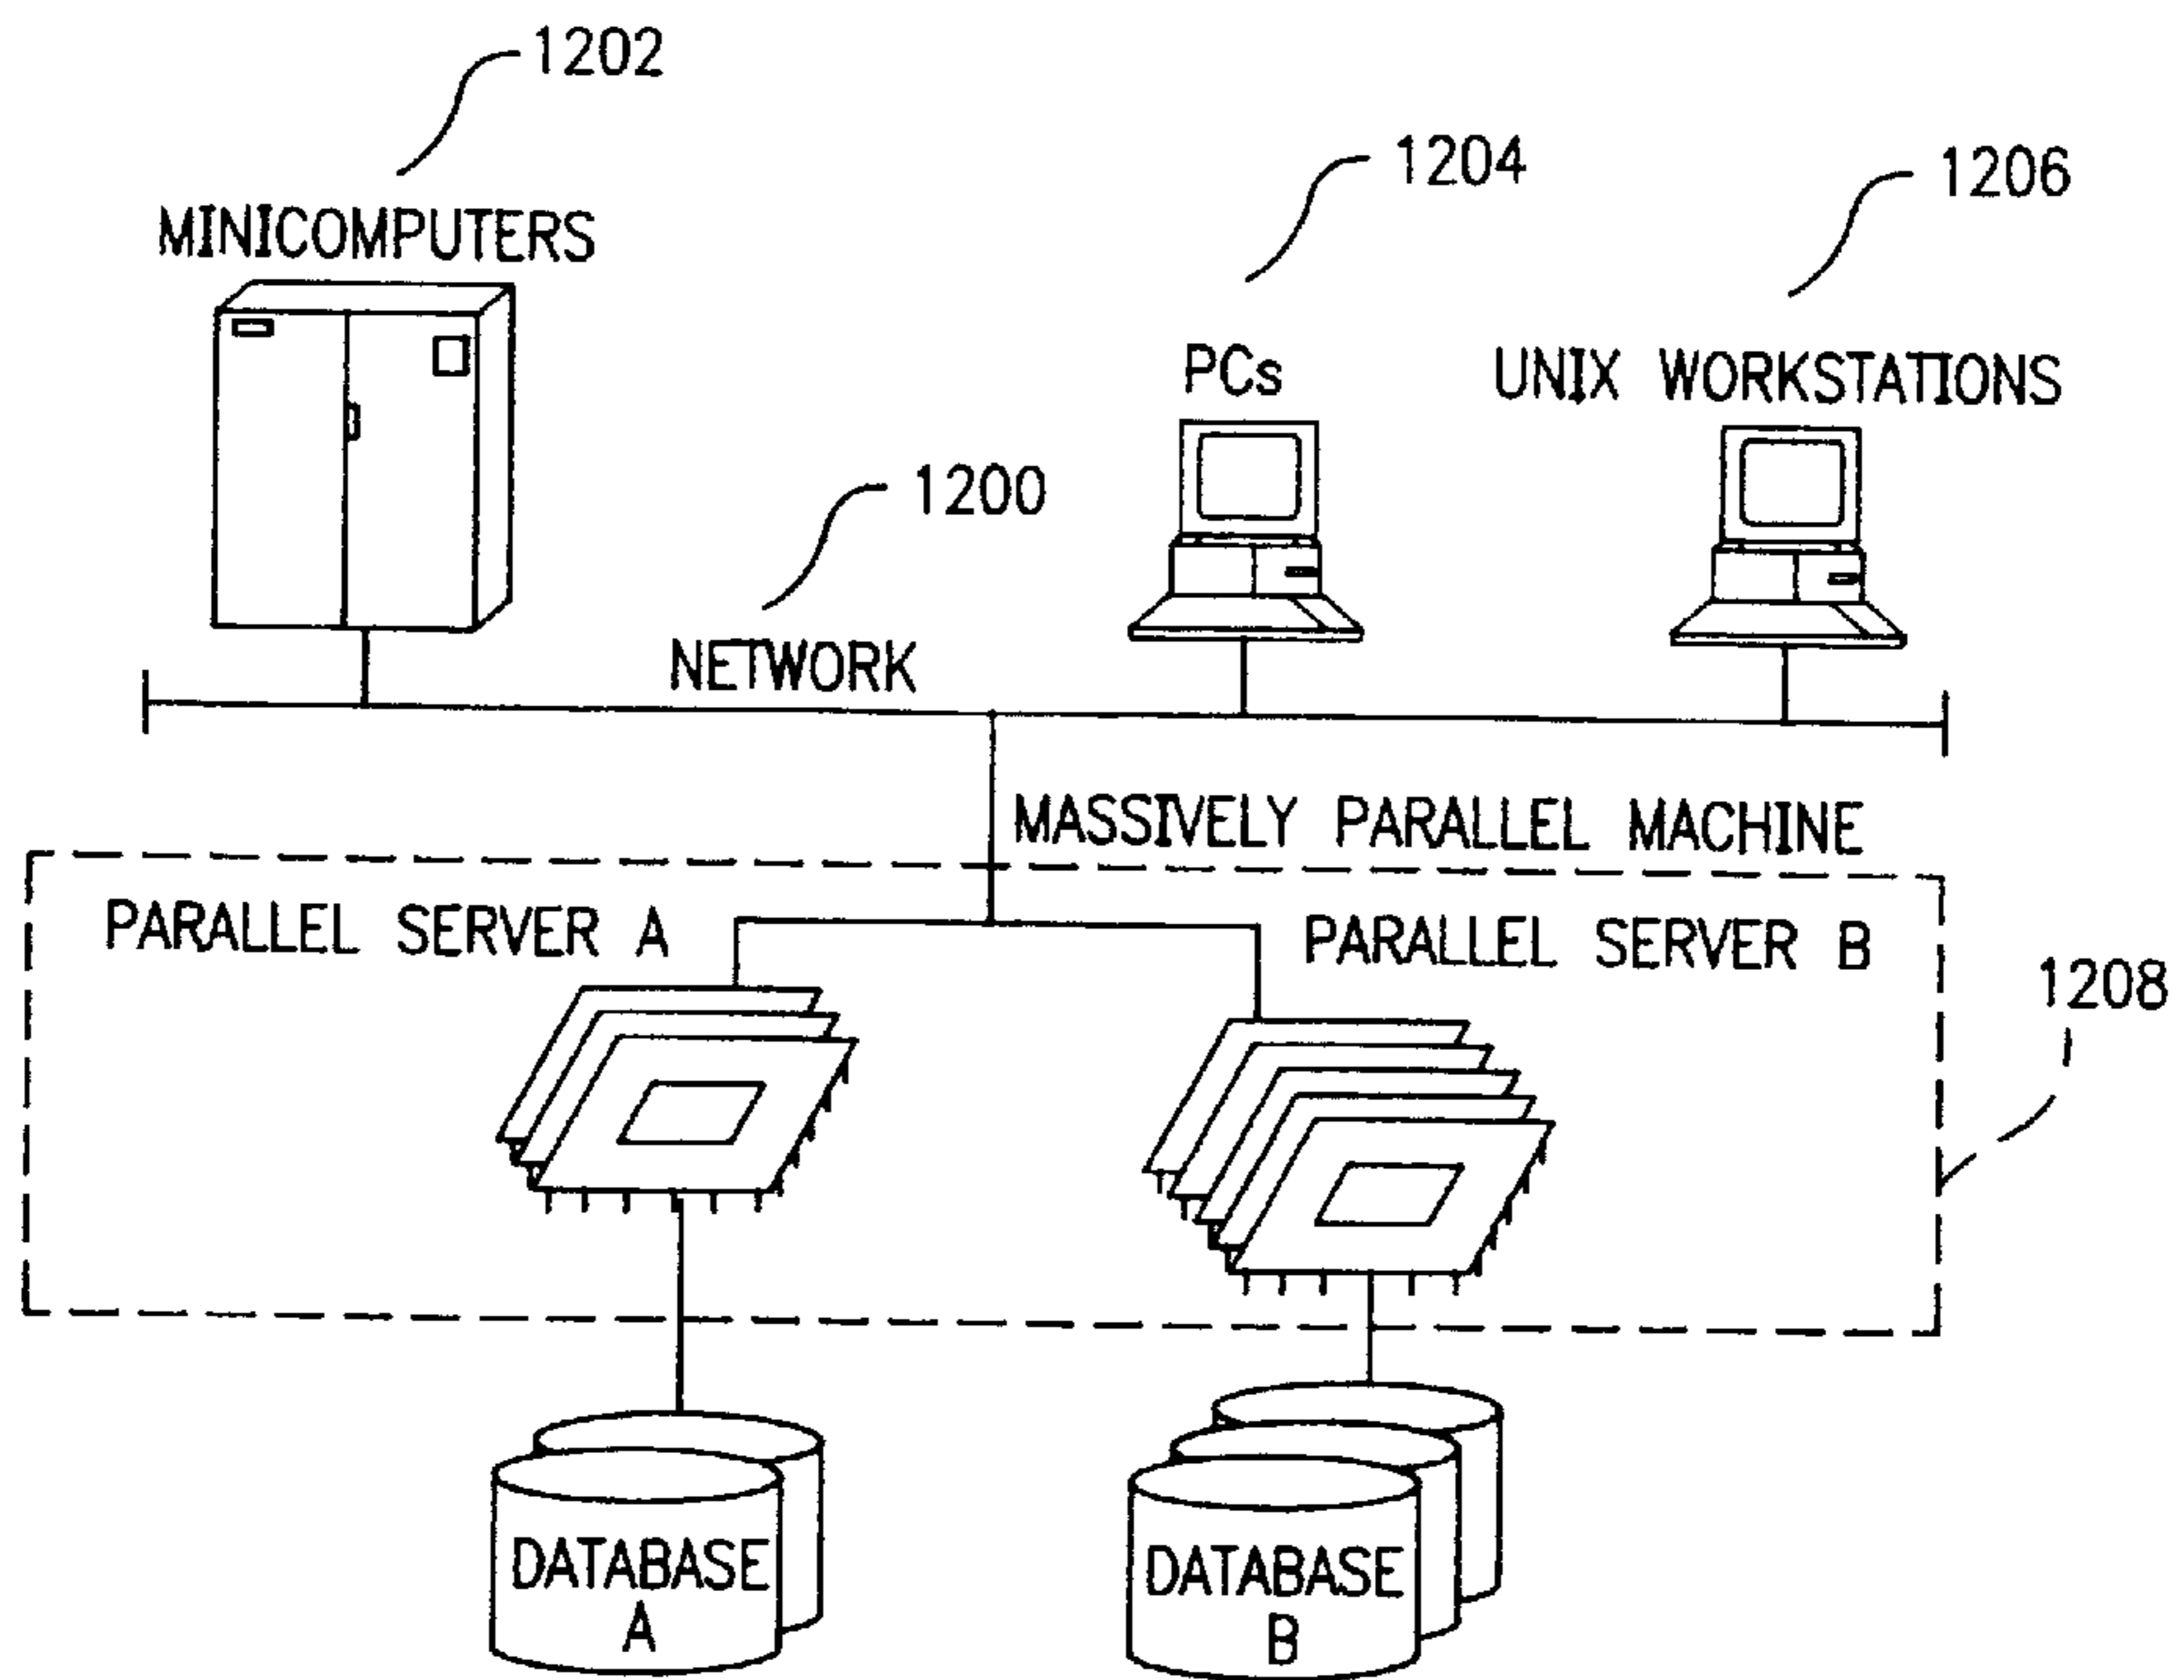 1202
1204
1206
MINICOMPUTERS
PCs
UNIX WORKSTATIONS
1200
NETWORK
MASSIVELY PARALLEL MACHINE
PARALLEL SERVER A
PARALLEL SERVER B
1208
DATABASE
A
DATABASE
B